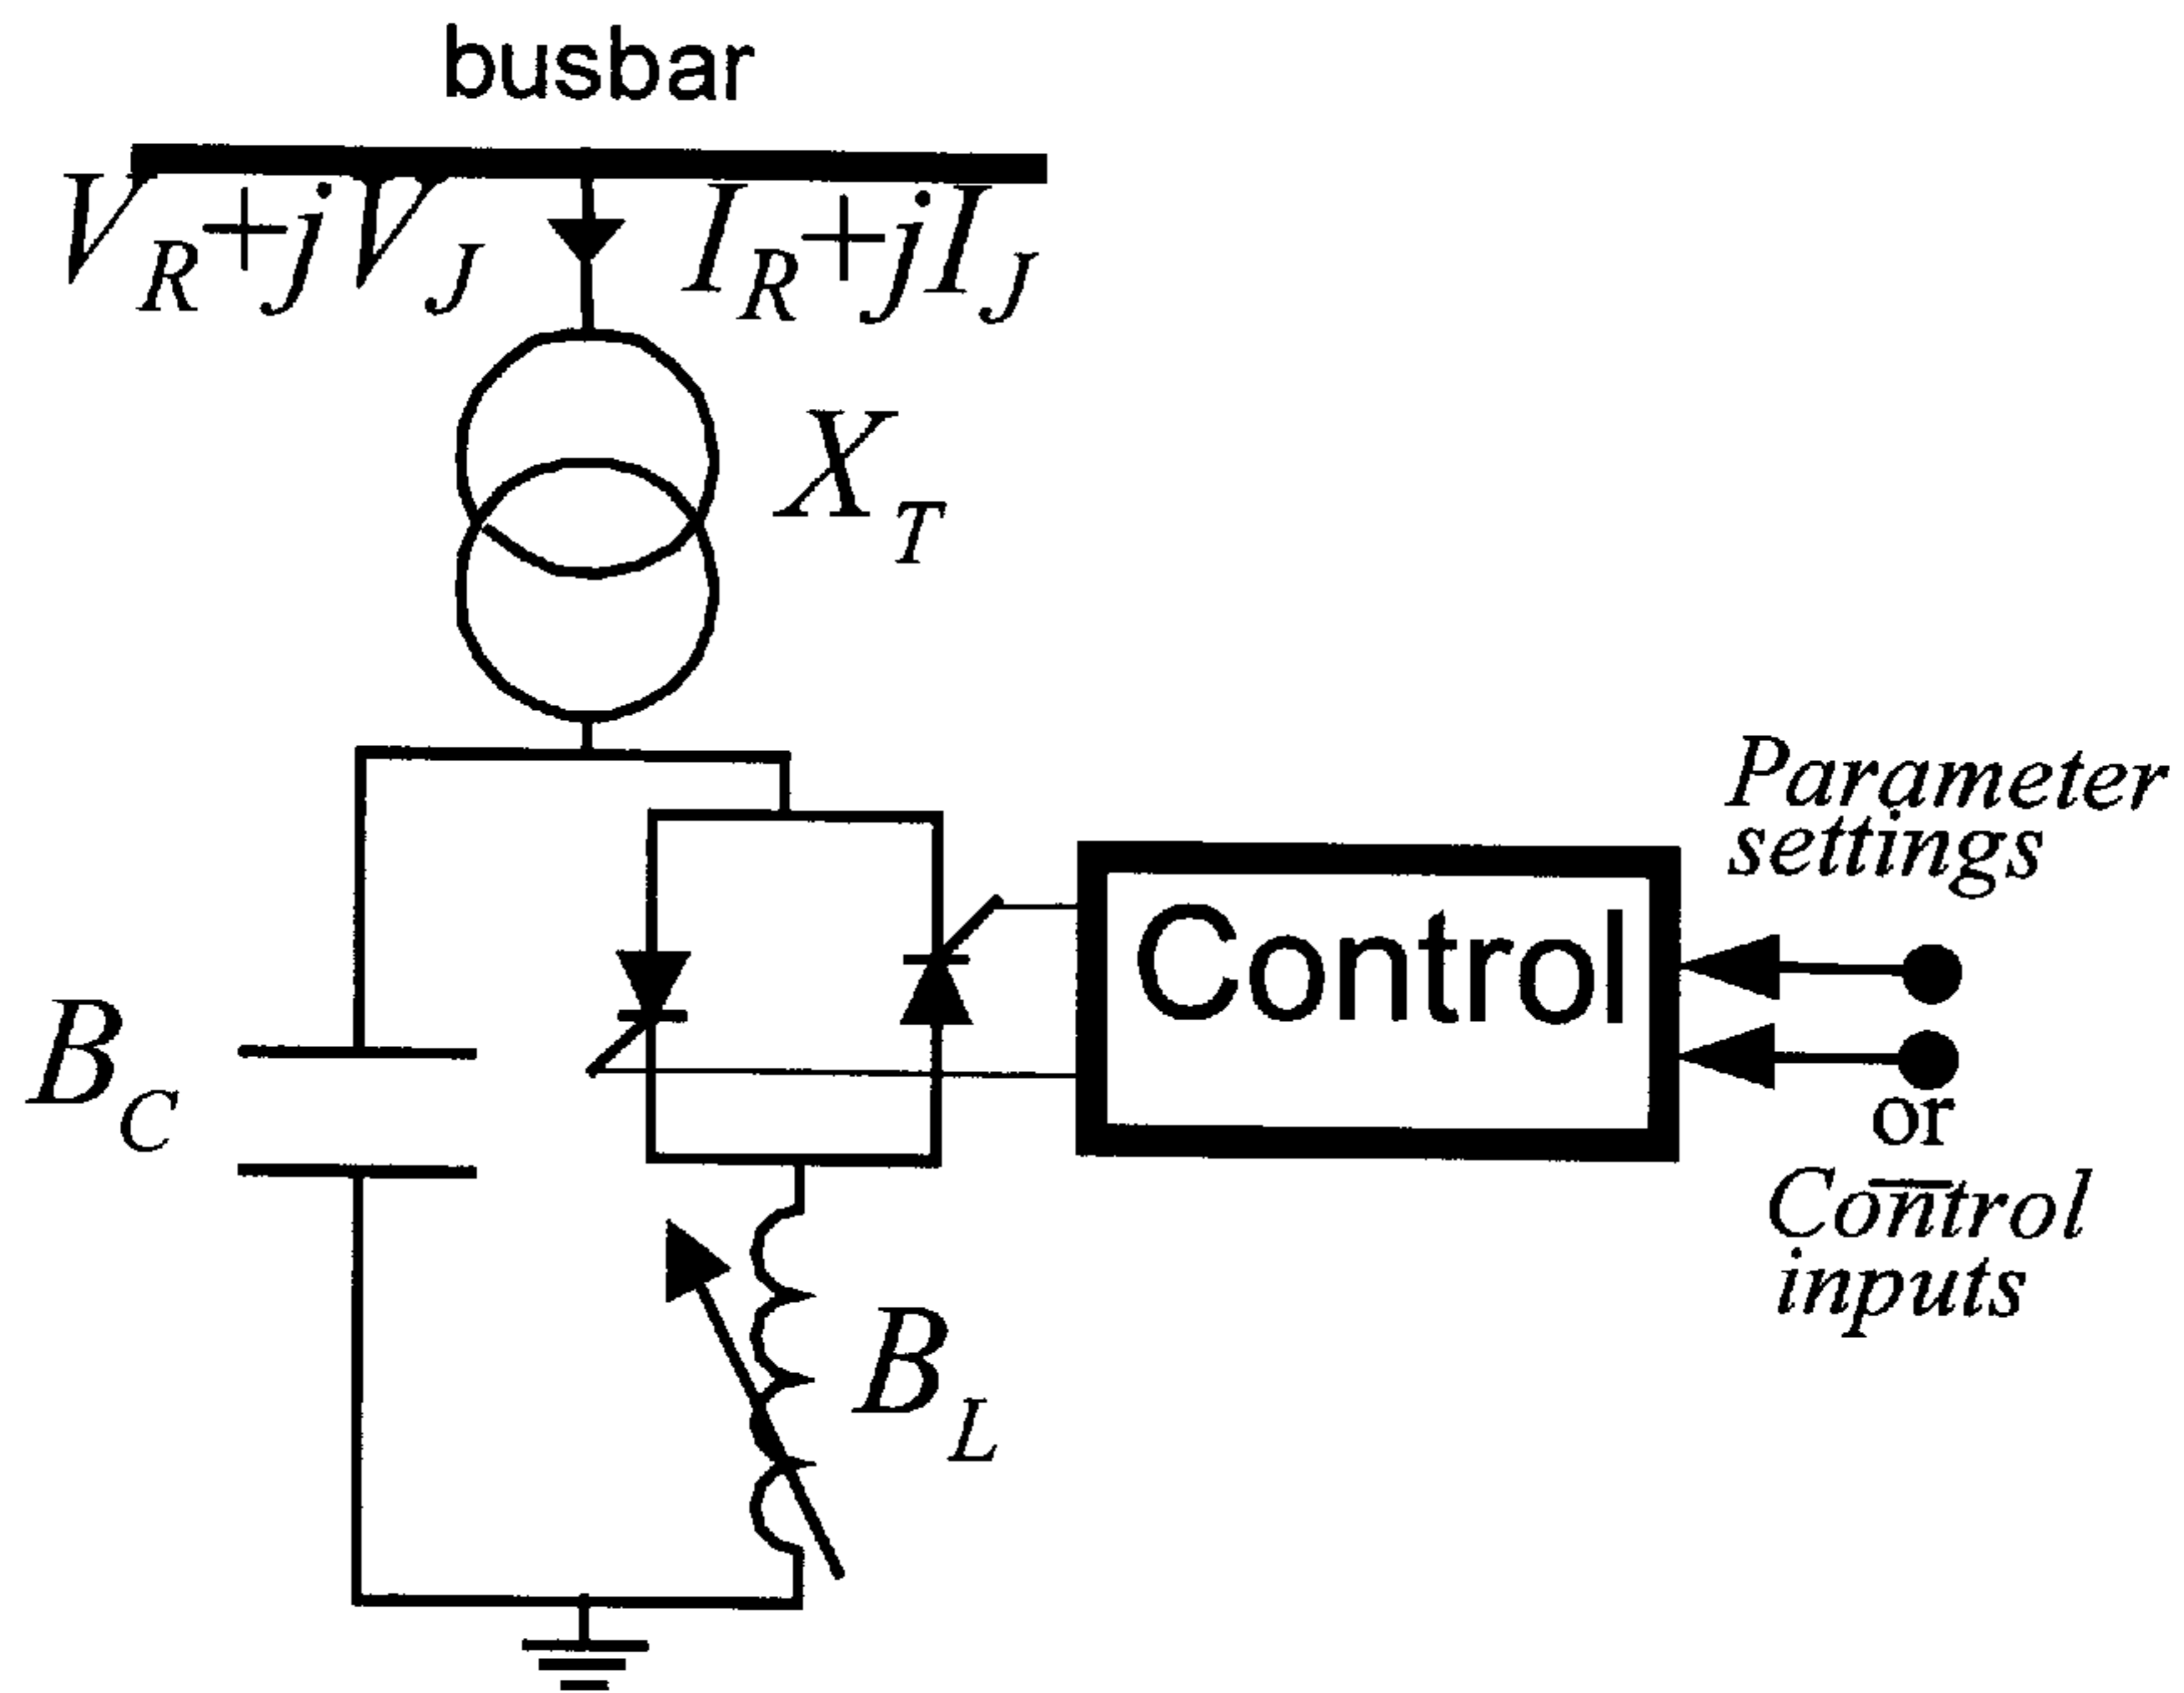 busbar
V_R+jV_J
I_R+jI_J
X_T
Parameter
settings
Control
B_C
or
Control
inputs
B_L